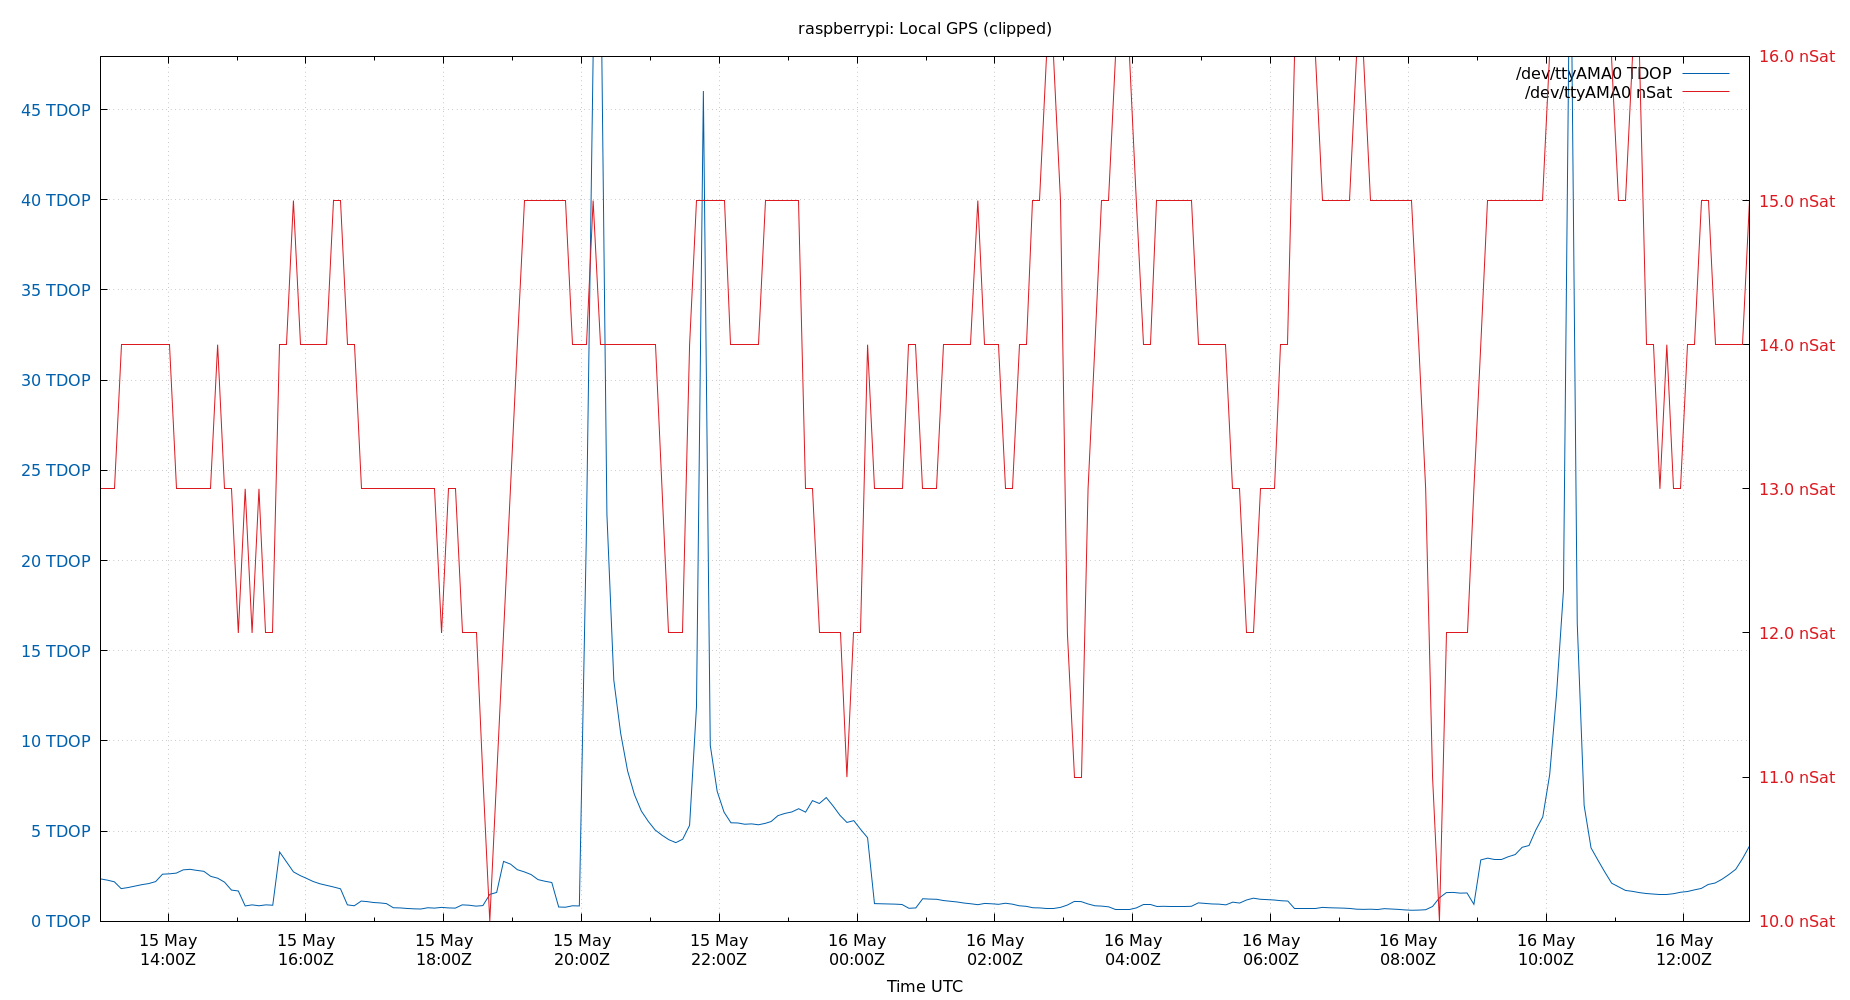 raspberrypi: Local GPS (clipped)
/dev/ttyAMA0 TDOP
/dev/ttyAMA0 nSat
45 TDOP
40 TDOP
35 TDOP
30 TDOP
25 TDOP
20 TDOP
15 TDOP
10 TDOP
5 TDOP
0 TDOP
16.0 nSat
15.0 nSat
14.0 nSat
13.0 nSat
12.0 nSat
11.0 nSat
10.0 nSat
15 May 15 May 15 May 15 May 15 May 16 May 16 May 16 May 16 May 16 May 16 May 16 May
14:00Z 16:00Z 18:00Z 20:00Z 22:00Z 00:00Z 02:00Z 04:00Z 06:00Z 08:00Z 10:00Z 12:00Z
Time UTC